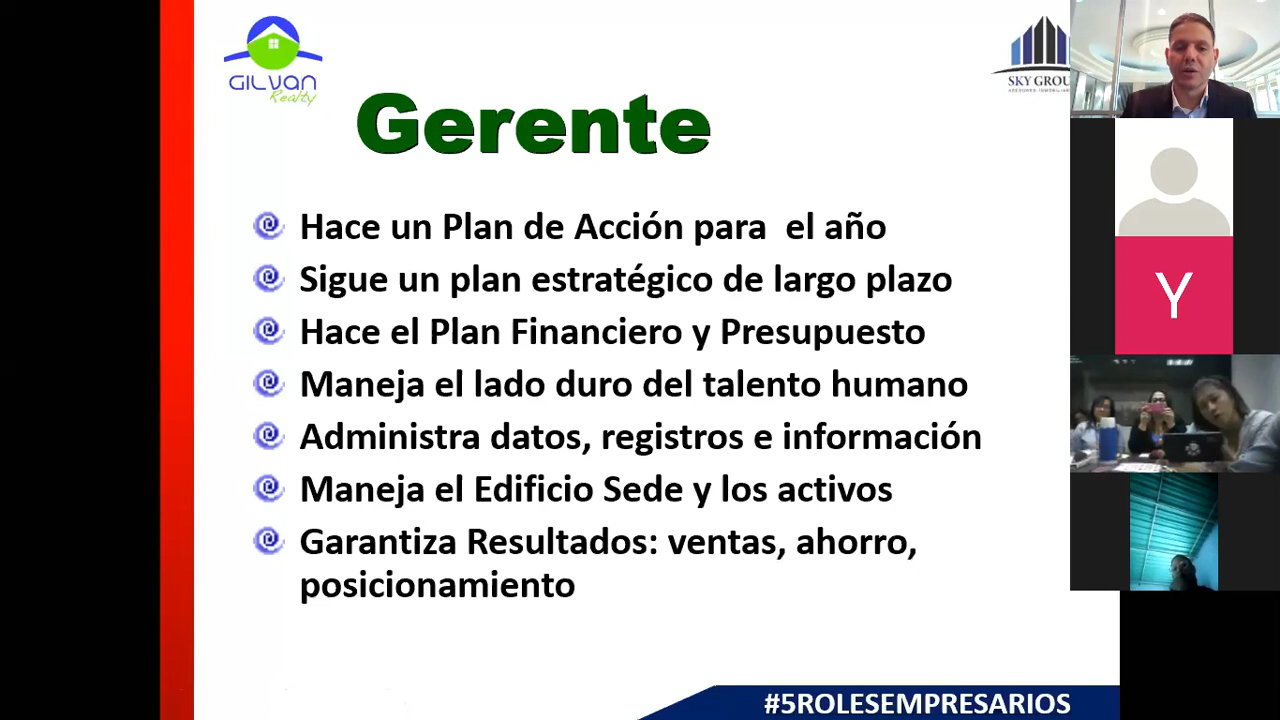 GILVAN
Realty
SKY GROU
Gerente
Hace un Plan de Acción para  el año
Sigue un plan estratégico de largo plazo
Hace el Plan Financiero y Presupuesto
Maneja el lado duro del talento humano
Administra datos, registros e información
Maneja el Edificio Sede y los activos
Garantiza Resultados: ventas, ahorro,
posicionamiento
#5ROLESEMPRESARIOS
Y